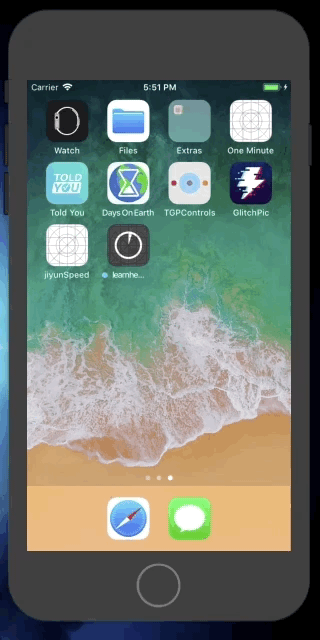 Carrier 5:51 PM
Watch Files Extras One Minute
TOLD
YOU
Told You Days On Earth TGPControls GlitchPic
jiyunSpeed learnhe...